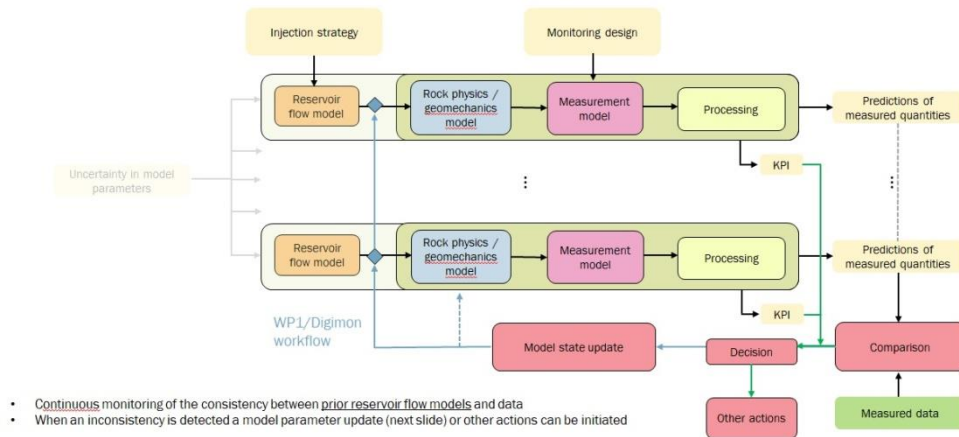 Injection strategy
Monitoring design
Reservoir
flow model
Rock physics /
geomechanics
model
Measurement
model
Processing
Predictions of
measured quantities
KPI
Uncertainty in model
parameters
...
...
Reservoir
flow model
Rock physics /
geomechanics
model
Measurement
model
Processing
Predictions of
measured quantities
KPI
WP1/Digimon
workflow
Model state update
Decision
Comparison
Other actions
Measured data
• Continuous monitoring of the consistency between prior reservoir flow models and data
• When an inconsistency is detected a model parameter update (next slide) or other actions can be initiated